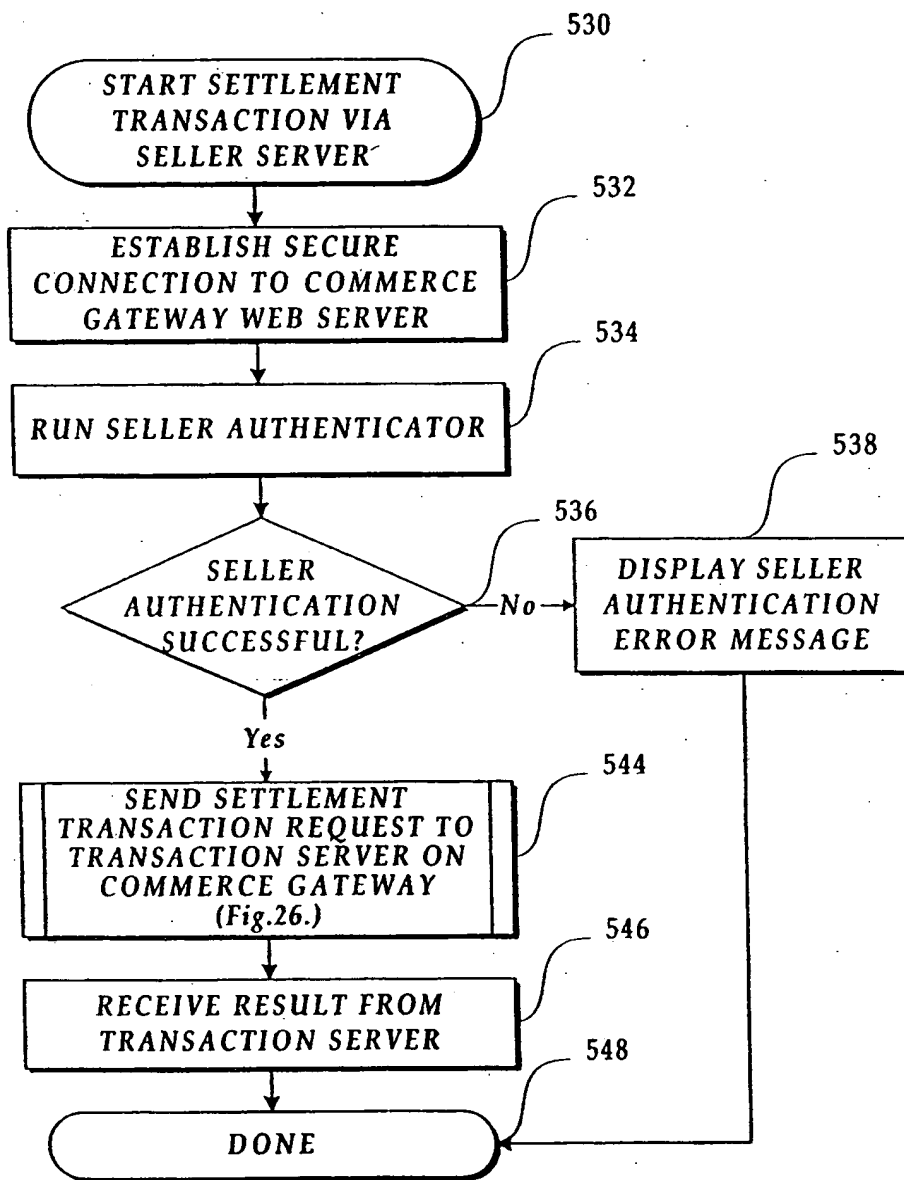 530
START SETTLEMENT
TRANSACTION VIA
SELLER SERVER
532
ESTABLISH SECURE
CONNECTION TO COMMERCE
GATEWAY WEB SERVER
534
RUN SELLER AUTHENTICATOR
536
SELLER
AUTHENTICATION
SUCCESSFUL?
No
538
DISPLAY SELLER
AUTHENTICATION
ERROR MESSAGE
Yes
544
SEND SETTLEMENT
TRANSACTION REQUEST TO
TRANSACTION SERVER ON
COMMERCE GATEWAY
(Fig.26.)
546
RECEIVE RESULT FROM
TRANSACTION SERVER
548
DONE